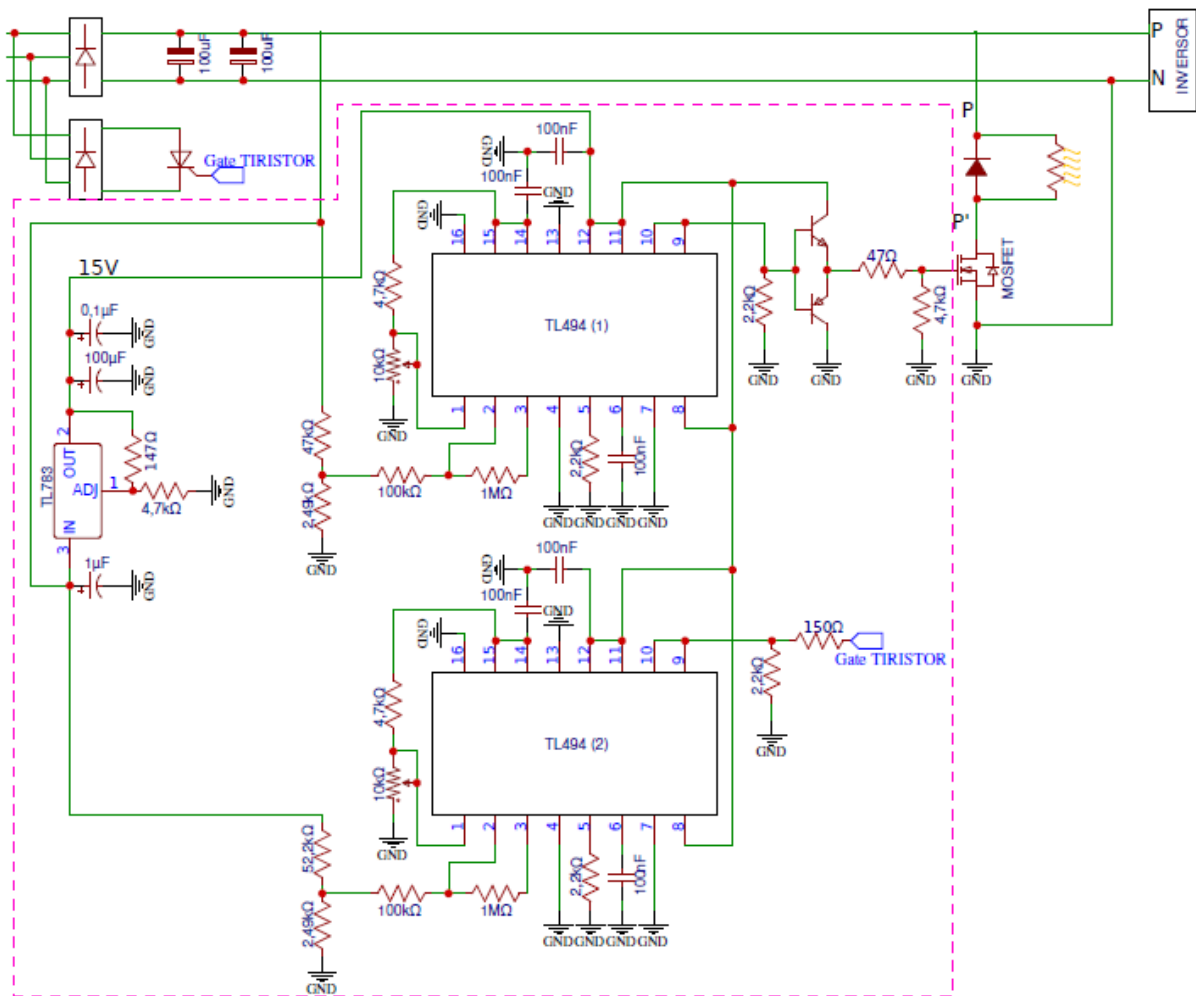 P
N
INVERSOR
100uF
100uF
Gate TIRISTOR
P
P'
MOSFET
15V
0,1µF
GND
100µF
GND
2
OUT
TL783
ADJ
1
IN
3
147Ω
4,7kΩ
GND
1µF
GND
GND
100nF
100nF
GND
GND
16
15
14
13
12
11
10
9
TL494 (1)
1
2
3
4
5
6
7
8
4,7kΩ
10kΩ
GND
47kΩ
2,49kΩ
GND
100kΩ
1MΩ
2,2kΩ
100nF
GND
GND
GND
GND
2,2kΩ
GND
GND
47Ω
4,7kΩ
GND
GND
GND
100nF
100nF
GND
GND
16
15
14
13
12
11
10
9
TL494 (2)
1
2
3
4
5
6
7
8
4,7kΩ
10kΩ
GND
52,2kΩ
2,49kΩ
GND
100kΩ
1MΩ
2,2kΩ
100nF
GND
GND
GND
GND
150Ω
Gate TIRISTOR
2,2kΩ
GND